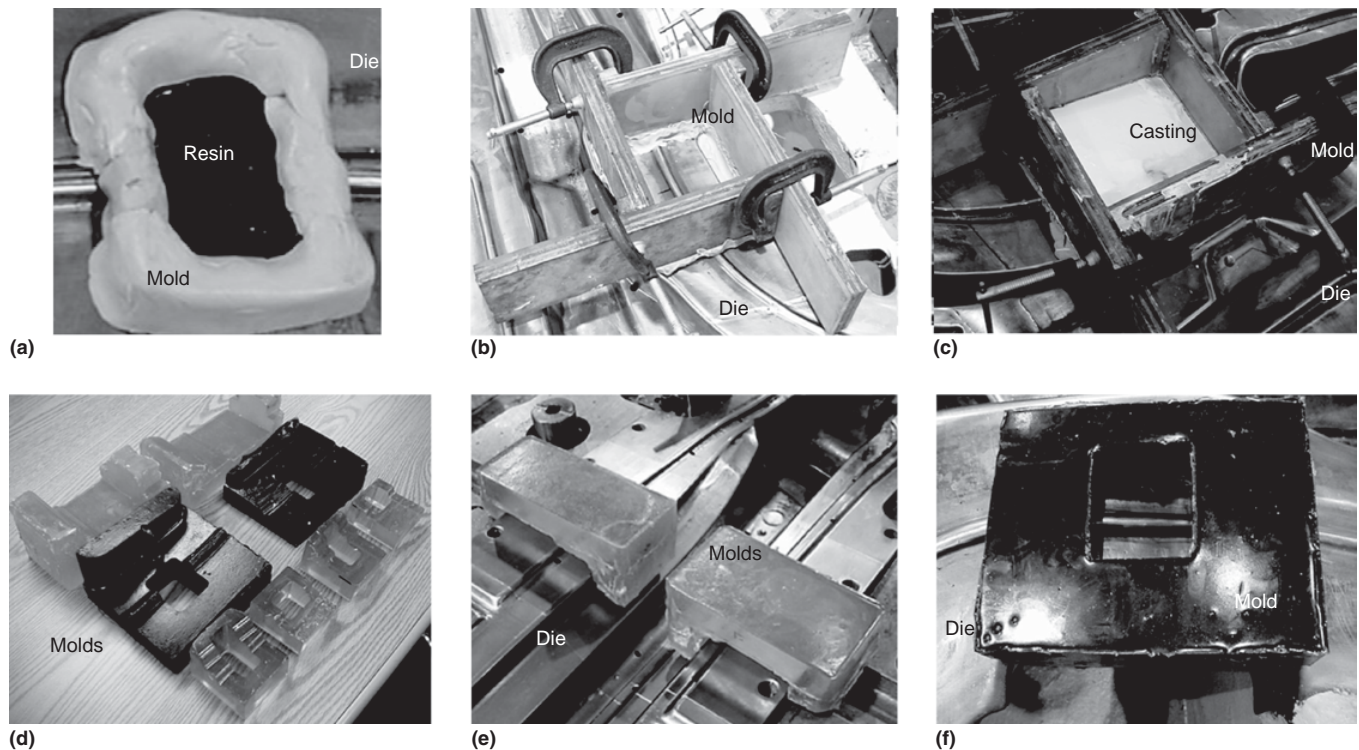 Die
Resin
Mold
(a)
Mold
Die
(b)
Casting
Mold
Die
(c)
Molds
(d)
Molds
Die
(e)
Mold
Die
(f)